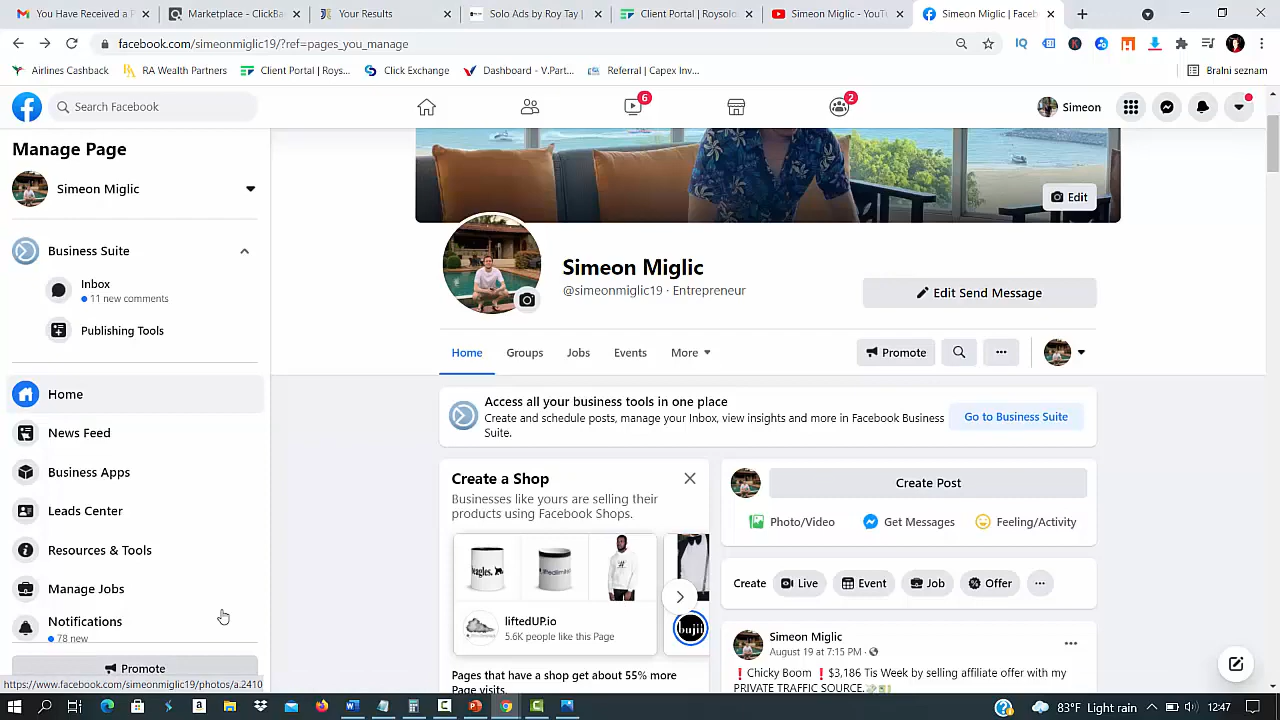 You Have Received a P
Marketplace - ClickBa
Your Results
Solo Ads by Roy Tay |
Client Portal | Roysolo
Simeon Miglic - YouTu
Simeon Miglic | Faceb
facebook.com/simeonmiglic19/?ref=pages_you_manage
Airlines Cashback
RA Wealth Partners
Client Portal | Roys...
Click Exchange
Dashboard - V.Part...
Referral | Capex Inv...
Bralni seznam
Search Facebook
6
2
Simeon
Manage Page
Simeon Miglic
Business Suite
Inbox
11 new comments
Publishing Tools
Home
News Feed
Business Apps
Leads Center
Resources & Tools
Manage Jobs
Notifications
78 new
Promote
https://www.facebook.com/simeonmiglic19/photos/a.2410
Edit
Simeon Miglic
@simeonmiglic19 · Entrepreneur
Edit Send Message
Home
Groups
Jobs
Events
More
Promote
Access all your business tools in one place
Create and schedule posts, manage your Inbox, view insights and more in Facebook Business
Suite.
Go to Business Suite
Create a Shop
Businesses like yours are selling their
products using Facebook Shops.
liftedUP.io
5.6K people like this Page
Pages that have a shop get about 55% more
Page visits.
Create Post
Photo/Video
Get Messages
Feeling/Activity
Create
Live
Event
Job
Offer
Simeon Miglic
August 19 at 7:15 PM ·
❗Chicky Boom ❗$3,186 Tis Week by selling affiliate offer with my
PRIVATE TRAFFIC SOURCE.
83°F Light rain
12:47